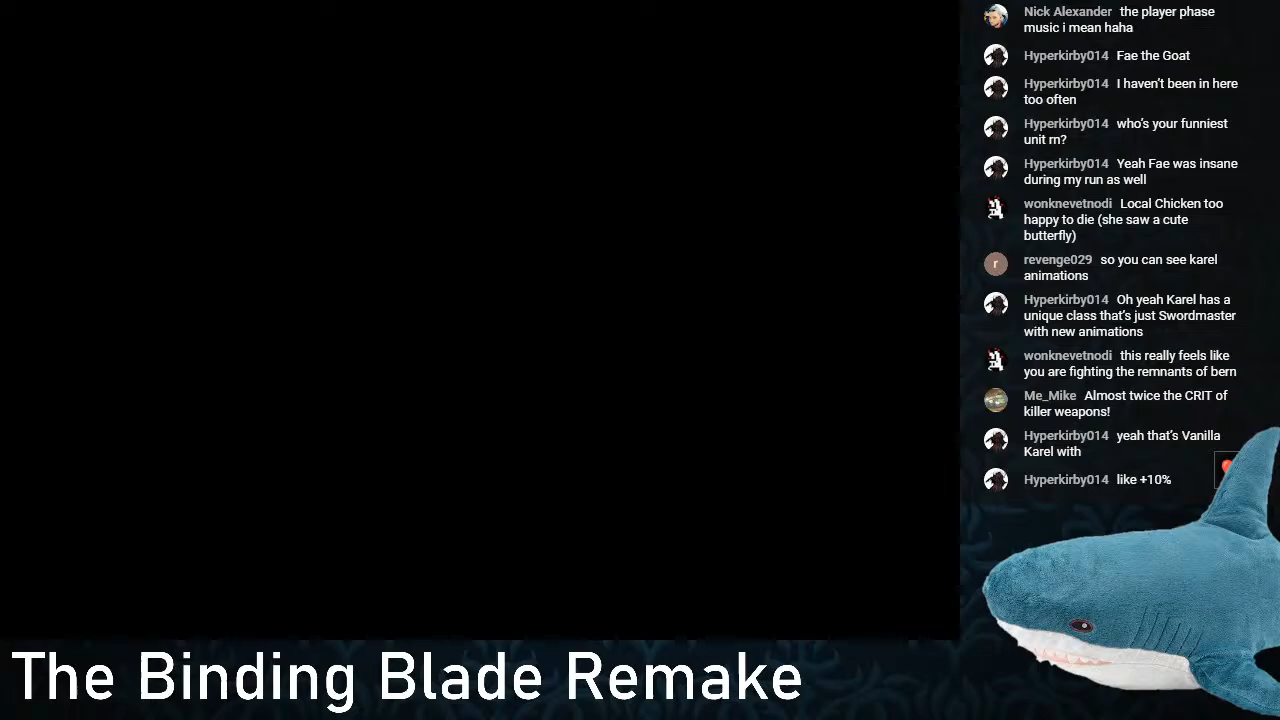 Nick Alexander the player phase
music i mean haha
Hyperkirby014 Fae the Goat
Hyperkirby014 I haven't been in here
too often
Hyperkirby014 who's your funniest
unit rn?
Hyperkirby014 Yeah Fae was insane
during my run as well
wonknevetnodi Local Chicken too
happy to die (she saw a cute
butterfly)
r
revenge029 so you can see karel
animations
Hyperkirby014 Oh yeah Karel has a
unique class that's just Swordmaster
with new animations
wonknevetnodi this really feels like
you are fighting the remnants of bern
Me_Mike Almost twice the CRIT of
killer weapons!
Hyperkirby014 yeah that's Vanilla
Karel with
Hyperkirby014 like +10%
The Binding Blade Remake